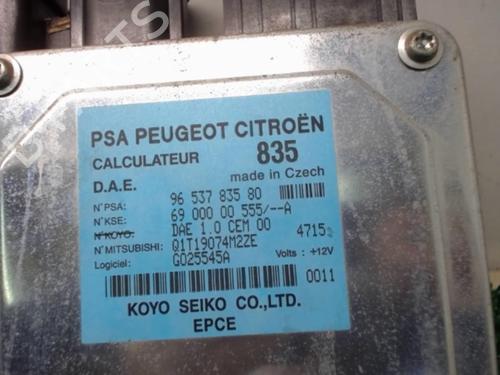 PSA PEUGEOT CITROËN
CALCULATEUR 835
D.A.E. made in Czech
N°PSA: 96 537 835 80
N°KSE: 69 000 00 555/--A
N°KOYO: DAE 1.0 CEM 00 4715
N°MITSUBISHI: Q1T19074M2ZE
Logiciel: G025545A Volts : +12V
0011
KOYO SEIKO CO.,LTD.
EPCE